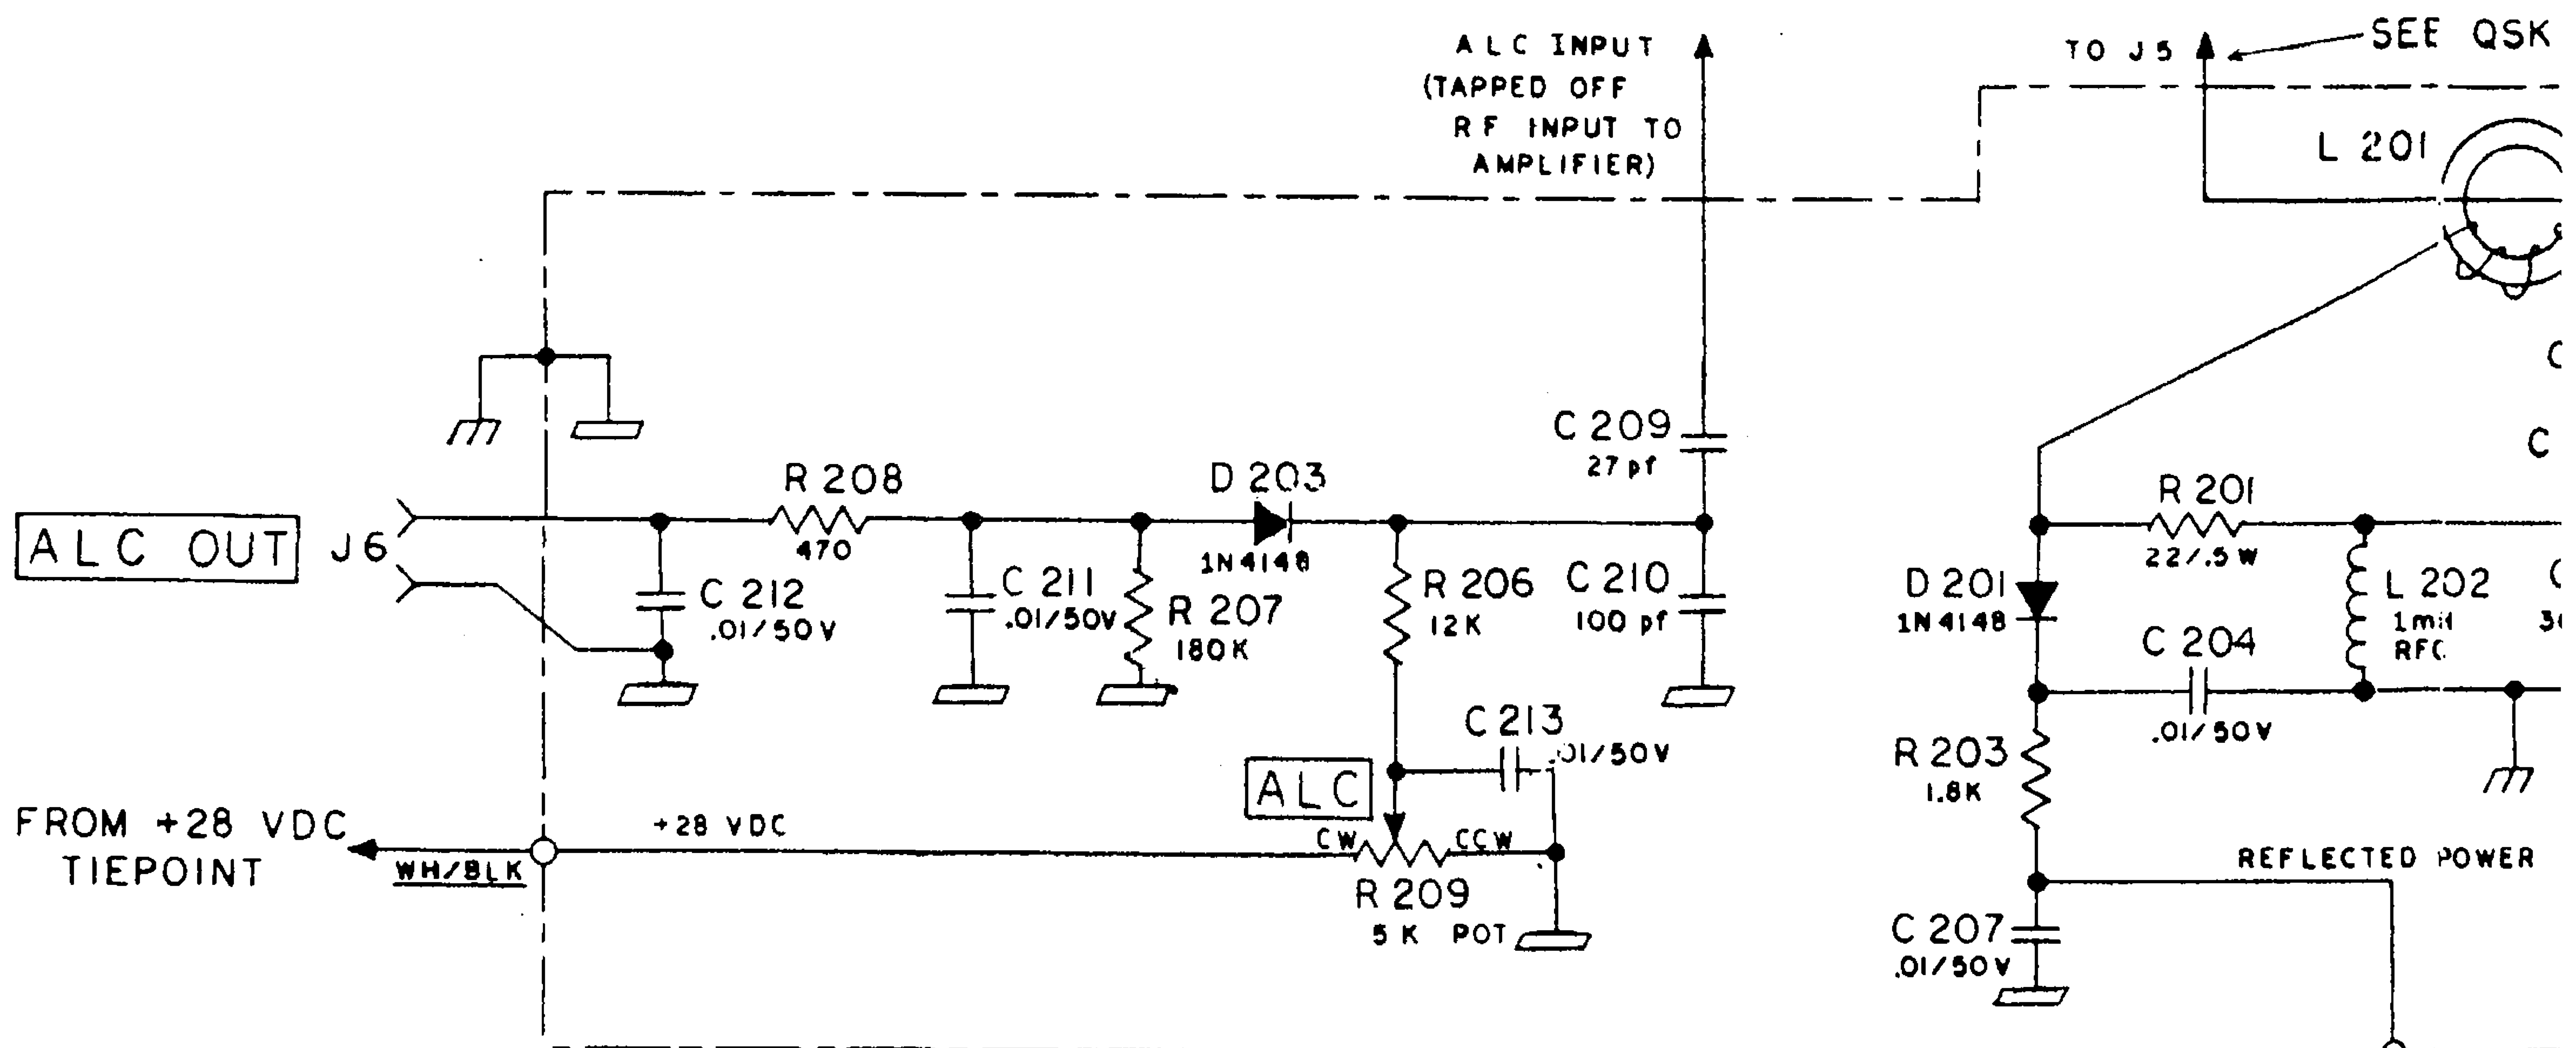 ALC INPUT
(TAPPED OFF
RF INPUT TO
AMPLIFIER)
TO J5
SEE QSK
L 201
C 209
27 pf
R 208
470
D 203
1N4148
R 201
22/.5W
ALC OUT
J6
C 212
.01/50V
C 211
.01/50V
R 207
180K
R 206
12K
C 210
100 pf
D 201
1N4148
L 202
C 204
.01/50V
C 213
.01/50V
R 203
1.8K
ALC
FROM +28 VDC
TIEPOINT
WH/BLK
+28 VDC
CW
CCW
R 209
5K POT
REFLECTED POWER
C 207
.01/50V